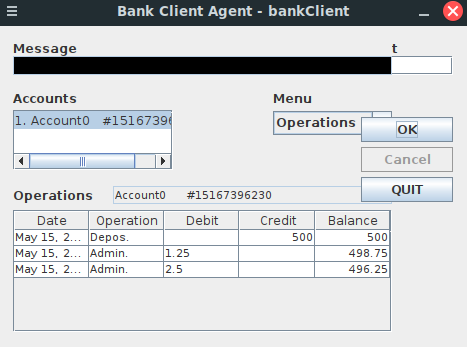 Bank Client Agent - bankClient
Message t
Accounts Menu
1. Account0 #15167396
Operations
OK
Cancel
QUIT
Operations Account0 #15167396230
Date Operation Debit Credit Balance
May 15, 2... Depos. 500 500
May 15, 2... Admin. 1.25 498.75
May 15, 2... Admin. 2.5 496.25